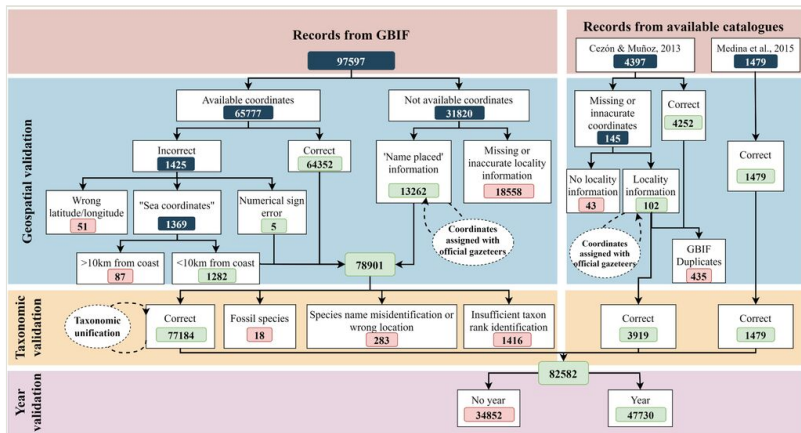 Records from GBIF
97597
Records from available catalogues
Cezón & Muñoz, 2013
4397
Medina et al., 2015
1479
Geospatial validation
Available coordinates
65777
Not available coordinates
31820
Incorrect
1425
Correct
64352
'Name placed'
information
13262
Missing or
inaccurate locality
information
18558
Wrong
latitude/longitude
51
"Sea coordinates"
1369
Numerical sign
error
5
Coordinates
assigned with
official gazeteers
>10km from coast
87
<10km from coast
1282
78901
Missing or
innacurate
coordinates
145
Correct
4252
No locality
information
43
Locality
information
102
Correct
1479
Coordinates
assigned with
official gazeteers
GBIF
Duplicates
435
Taxonomic
validation
Taxonomic
unification
Correct
77184
Fossil species
18
Species name misidentification or
wrong location
283
Insufficient taxon
rank identification
1416
Correct
3919
Correct
1479
82582
Year
validation
No year
34852
Year
47730